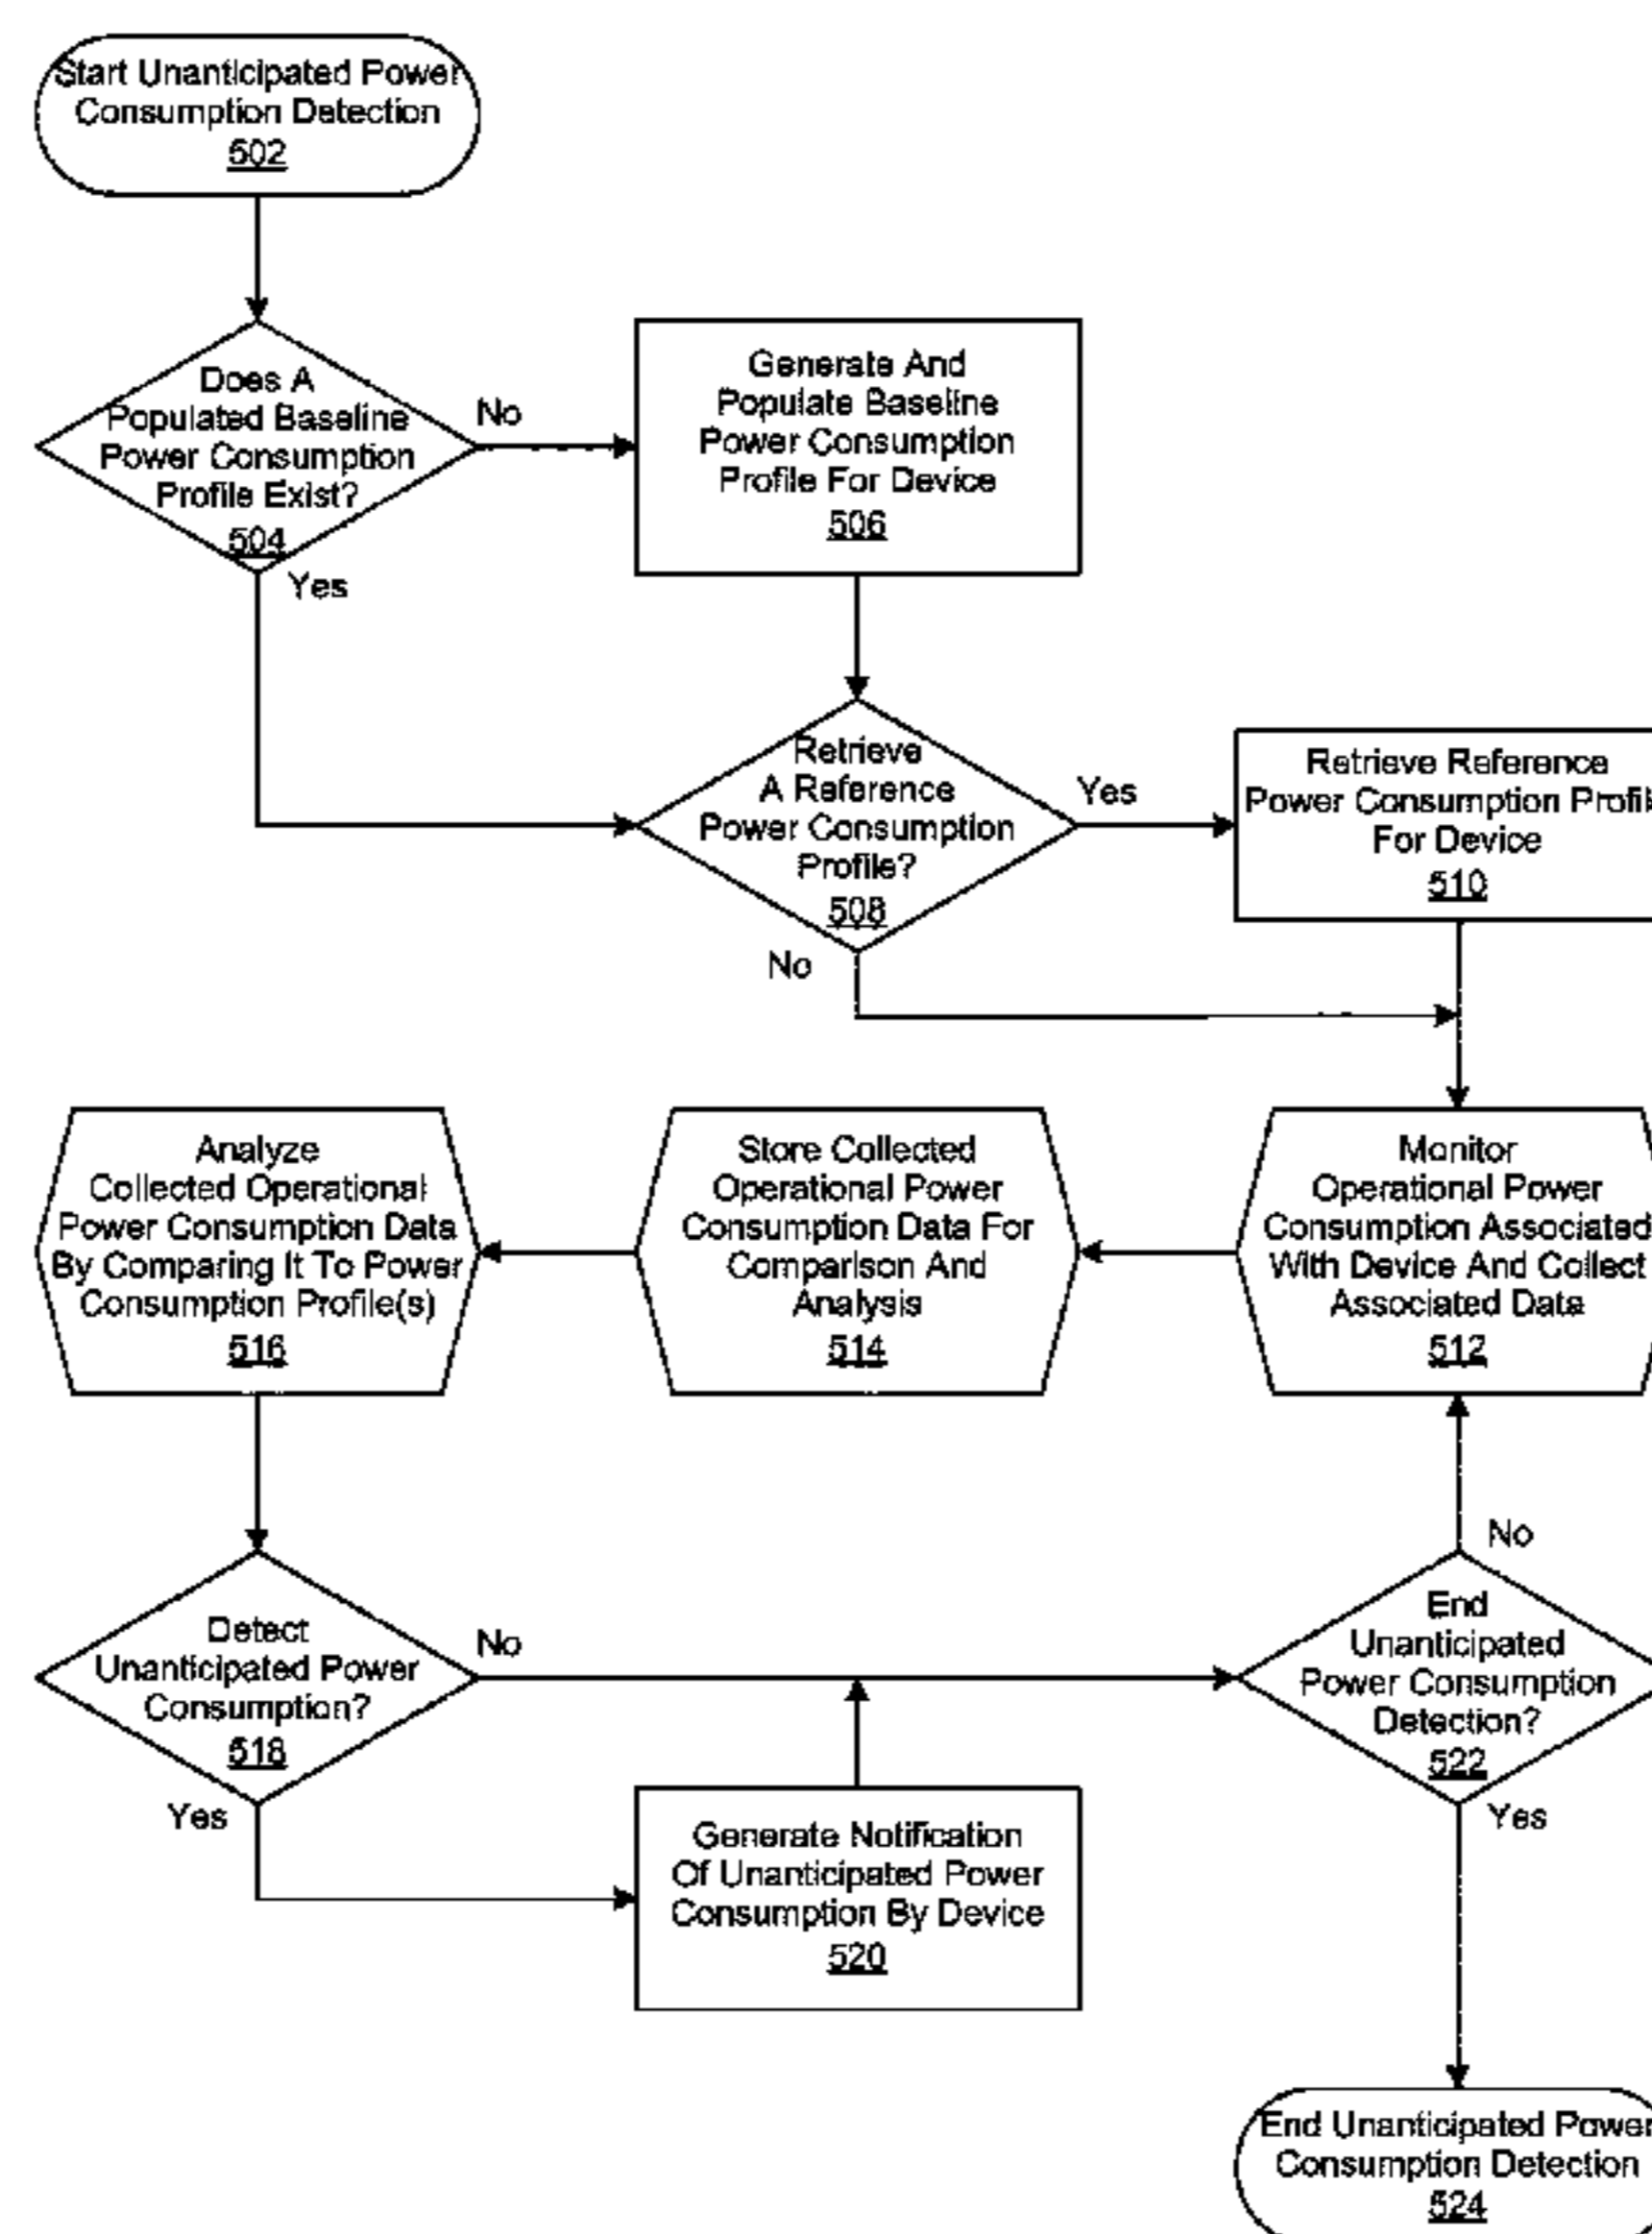 Start Unanticipated Power
Consumption Detection
502
Does A
Populated Baseline
Power Consumption
Profile Exist?
504
No
Yes
Generate And
Populate Baseline
Power Consumption
Profile For Device
506
Retrieve
A Reference
Power Consumption
Profile?
508
Yes
No
Retrieve Reference
Power Consumption Profil
For Device
510
Analyze
Collected Operational
Power Consumption Data
By Comparing It To Power
Consumption Profile(s)
516
Store Collected
Operational Power
Consumption Data For
Comparison And
Analysis
514
Monitor
Operational Power
Consumption Associated
With Device And Collect
Associated Data
512
Detect
Unanticipated Power
Consumption?
518
No
Yes
Generate Notification
Of Unanticipated Power
Consumption By Device
520
No
End
Unanticipated
Power Consumption
Detection?
522
Yes
End Unanticipated Power
Consumption Detection
524